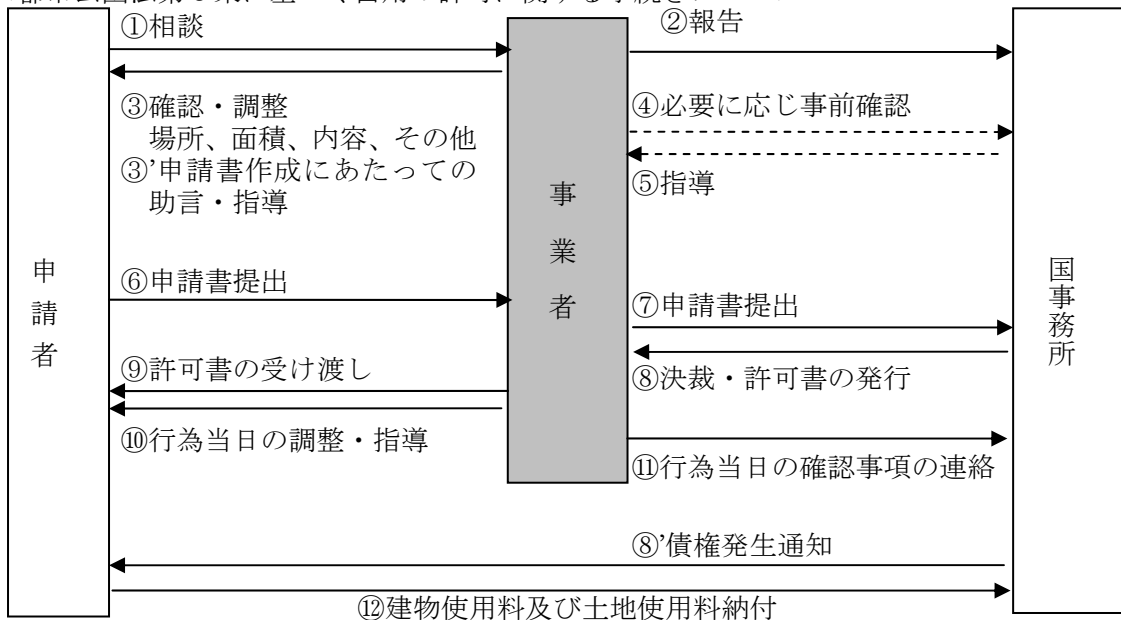 ①相談
②報告
③確認・調整
場所、面積、内容、その他
③’申請書作成にあたっての
助言・指導
④必要に応じ事前確認
⑤指導
申請者
事業者
国事務所
⑥申請書提出
⑦申請書提出
⑧決裁・許可書の発行
⑨許可書の受け渡し
⑩行為当日の調整・指導
⑪行為当日の確認事項の連絡
⑧’債権発生通知
⑫建物使用料及び土地使用料納付